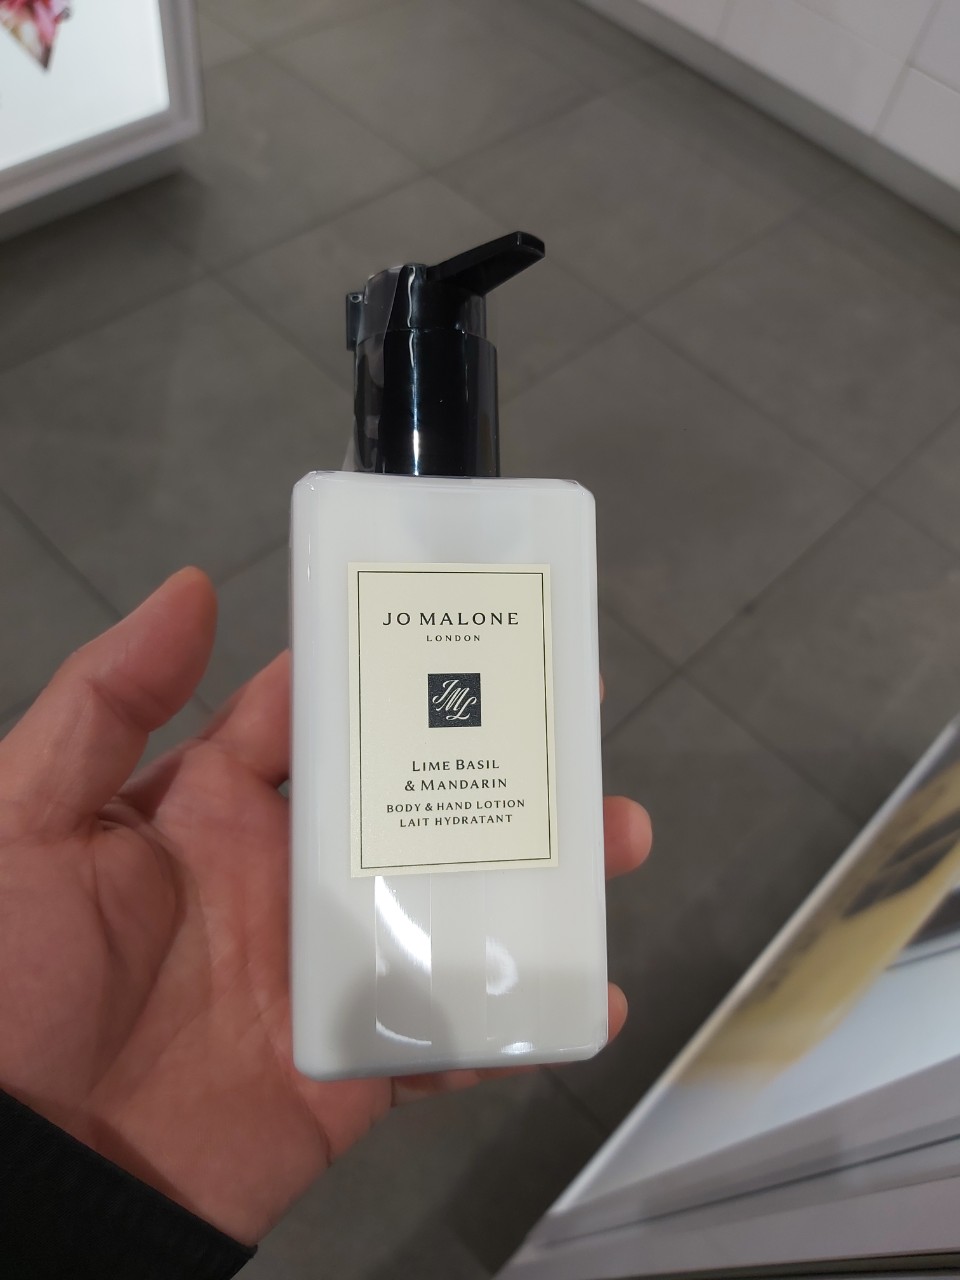 JO MALONE
LONDON
JML
LIME BASIL
& MANDARIN
BODY & HAND LOTION
LAIT HYDRATANT